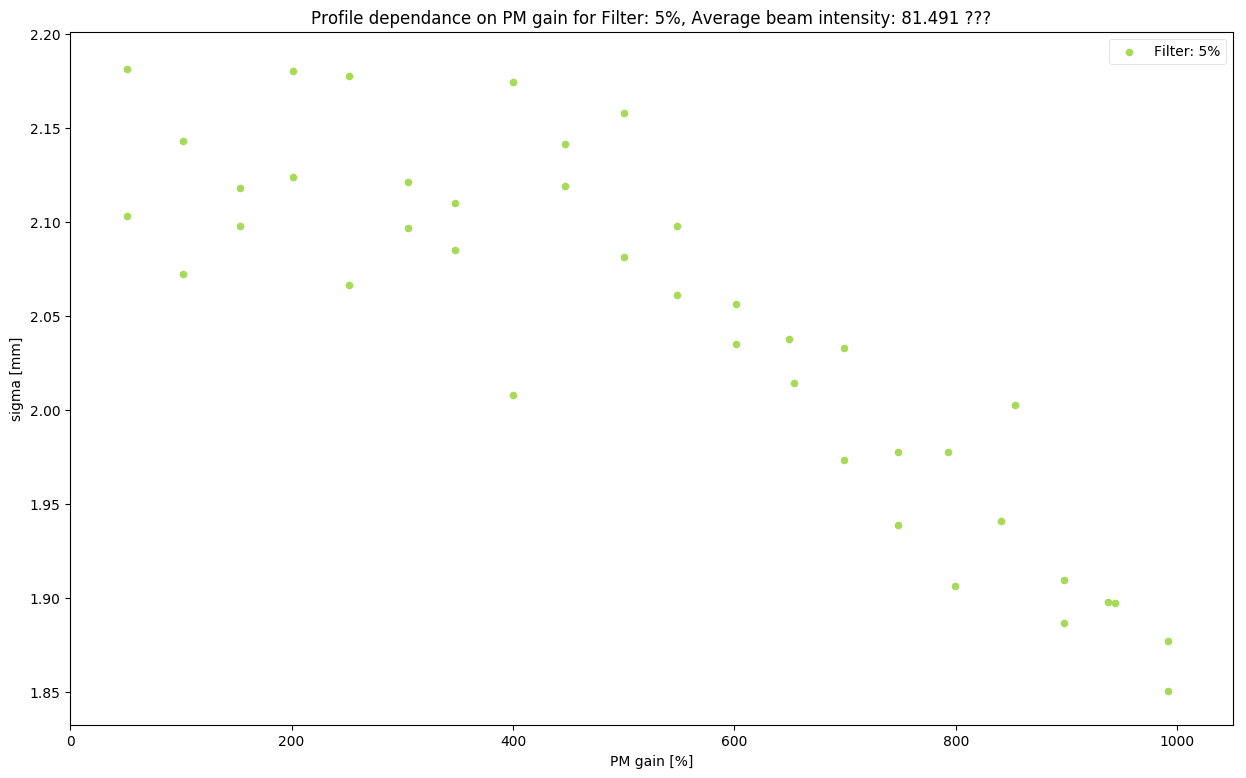 Profile dependance on PM gain for Filter: 5%, Average beam intensity: 81.491 ???
Filter: 5%
2.20
2.15
2.10
2.05
2.00
1.95
1.90
1.85
sigma [mm]
0 200 400 600 800 1000
PM gain [%]